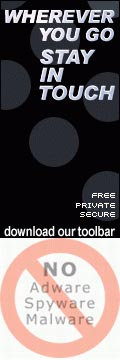 WHEREVER
YOU GO
STAY
IN
TOUCH
FREE
PRIVATE
SECURE
download our toolbar
NO
Adware
Spyware
Malware